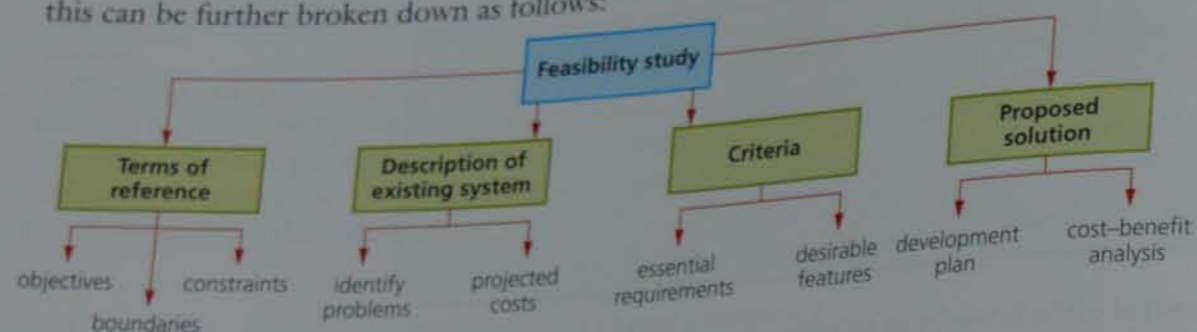 this can be further broken down as follows:
Feasibility study
Terms of
reference
Description of
existing system
Criteria
Proposed
solution
objectives
boundaries
constraints
identify
problems
projected
costs
essential
requirements
desirable
features
development
plan
cost–benefit
analysis